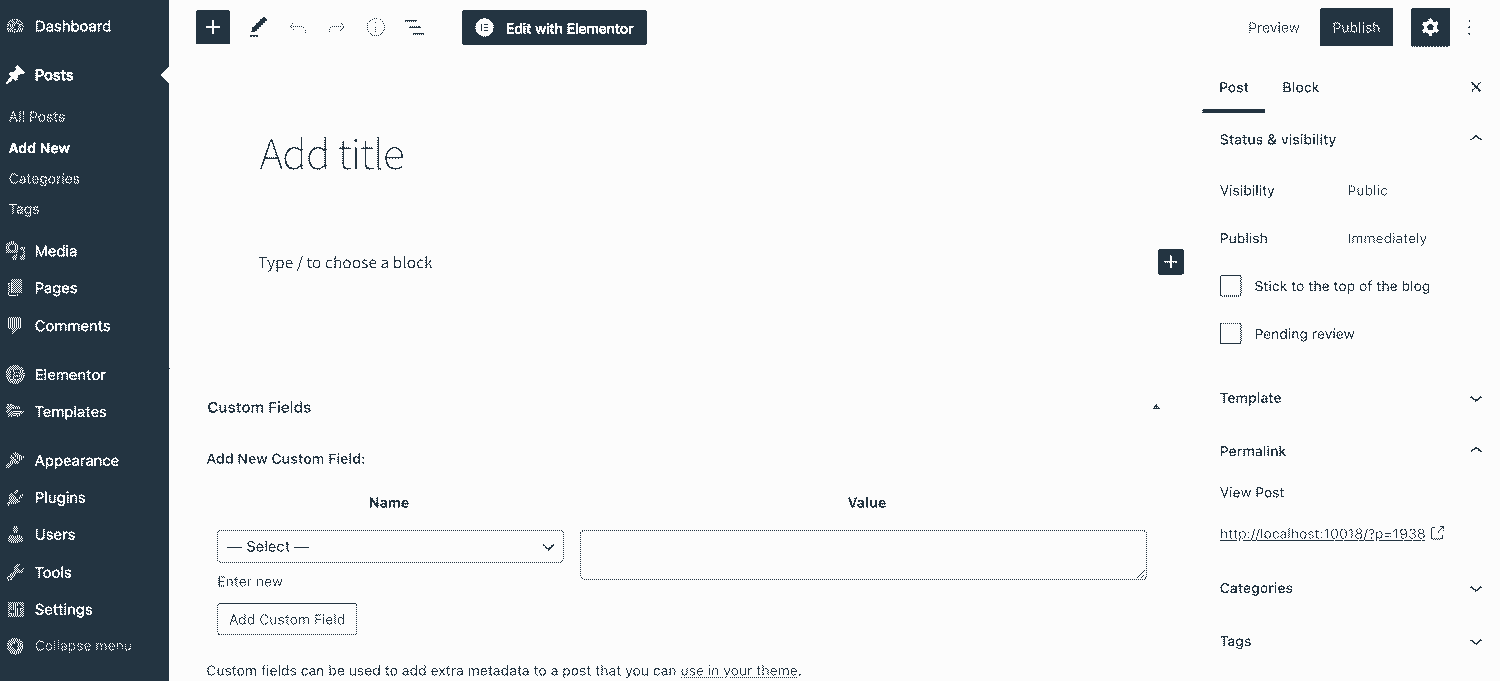 Dashboard
Posts
All Posts
Add New
Categories
Tags
Media
Pages
Comments
Elementor
Templates
Appearance
Plugins
Users
Tools
Settings
Collapse menu
Edit with Elementor
Preview
Publish
Add title
Type / to choose a block
Custom Fields
Add New Custom Field:
Name Value
— Select —
Enter new
Add Custom Field
Custom fields can be used to add extra metadata to a post that you can use in your theme.
Post Block
Status & visibility
Visibility Public
Publish Immediately
Stick to the top of the blog
Pending review
Template
Permalink
View Post
http://localhost:10018/?p=1938
Categories
Tags